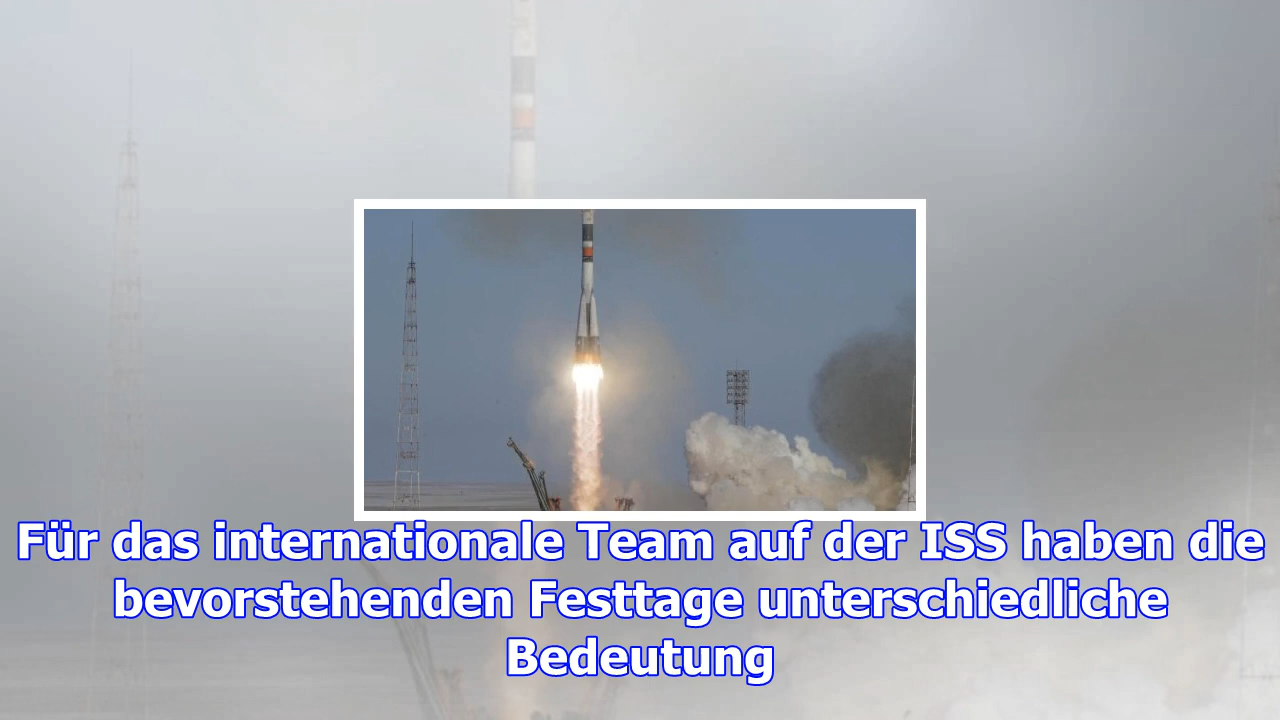 Für das internationale Team auf der ISS haben die
bevorstehenden Festtage unterschiedliche
Bedeutung